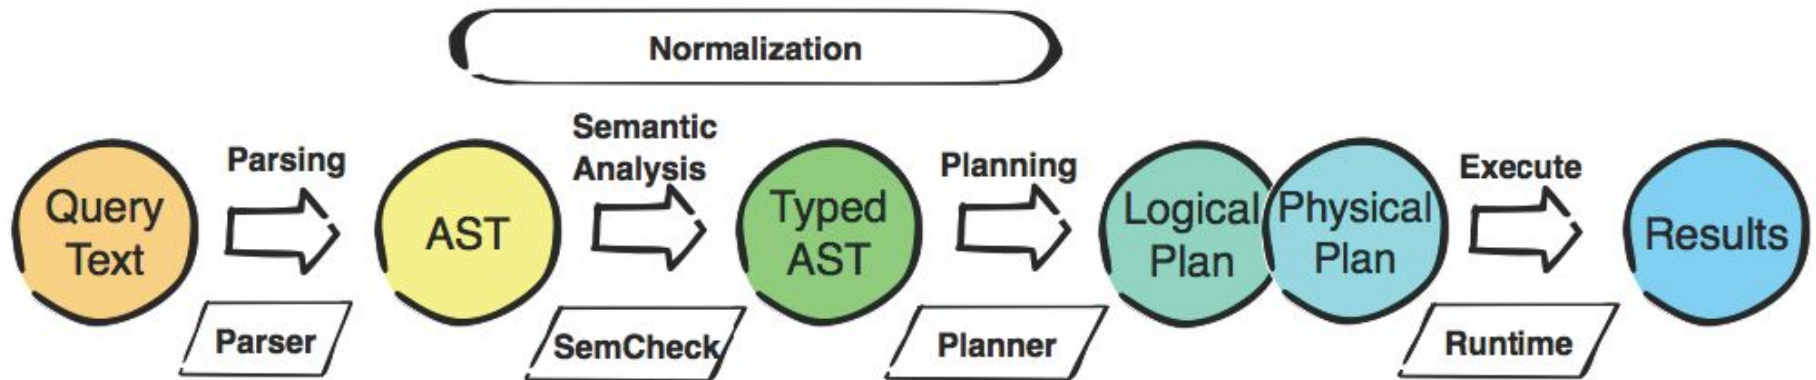 Normalization
Parsing
Semantic
Analysis
Planning
Execute
Query
Text
AST
Typed
AST
Logical
Plan
Physical
Plan
Results
Parser
SemCheck
Planner
Runtime